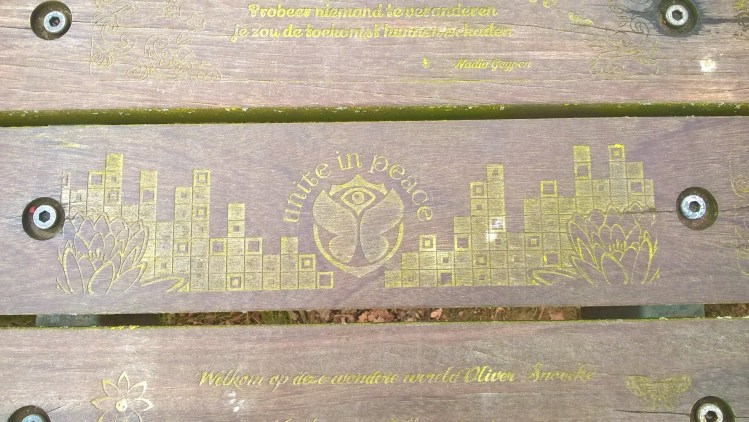 Probeer niemand te veranderen
je zou de toekomst kunnen schaden
Nadia Geypen
unite in peace
Welkom op deze wondere wereld Oliver Snoecke